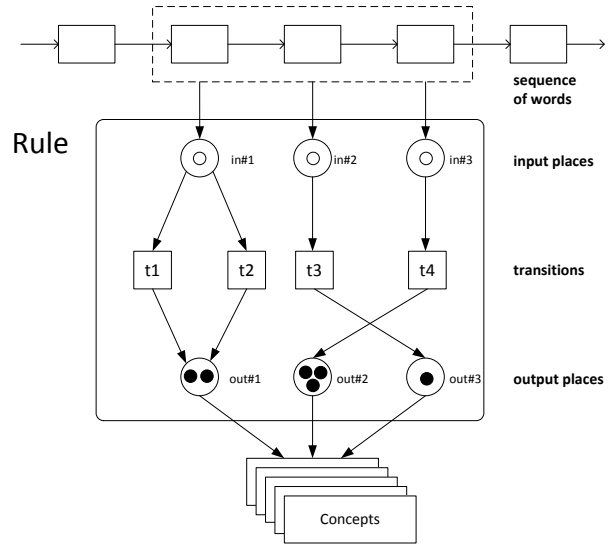 sequence
of words
Rule
in#1
in#2
in#3
input places
t1
t2
t3
t4
transitions
out#1
out#2
out#3
output places
Concepts